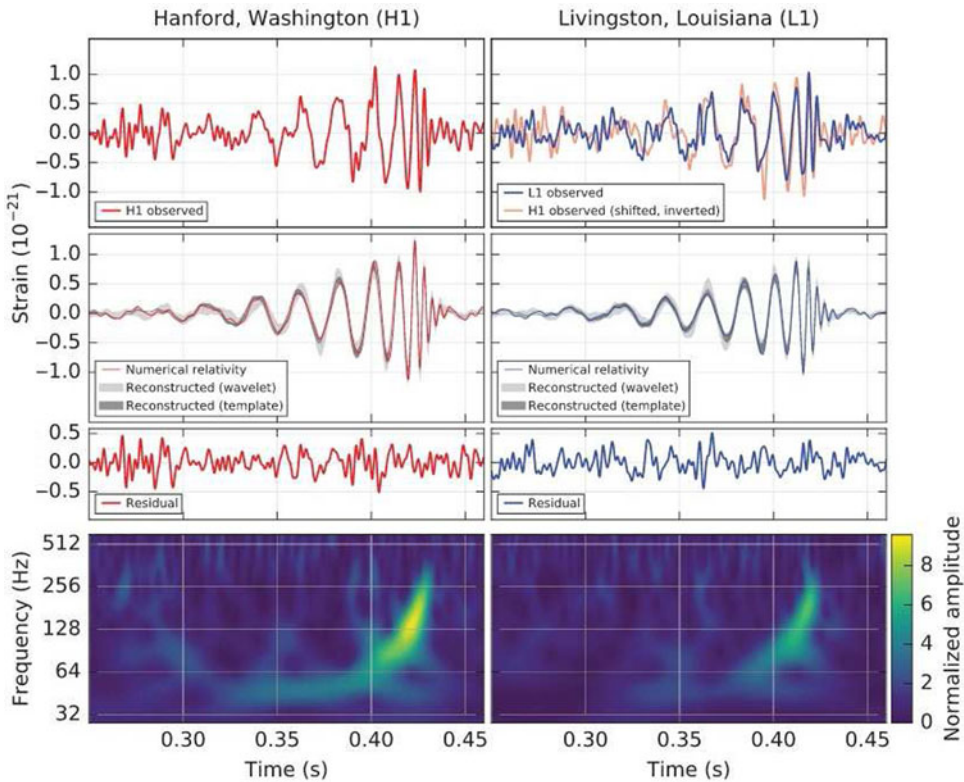 Hanford, Washington (H1)
Livingston, Louisiana (L1)
1.0
0.5
0.0
−0.5
−1.0
H1 observed
L1 observed
H1 observed (shifted, inverted)
Strain (10⁻²¹)
1.0
0.5
0.0
−0.5
−1.0
Numerical relativity
Reconstructed (wavelet)
Reconstructed (template)
Numerical relativity
Reconstructed (wavelet)
Reconstructed (template)
0.5
0.0
−0.5
Residual
Residual
Frequency (Hz)
512
256
128
64
32
8
6
4
2
0
Normalized amplitude
0.30 0.35 0.40 0.45
0.30 0.35 0.40 0.45
Time (s)
Time (s)